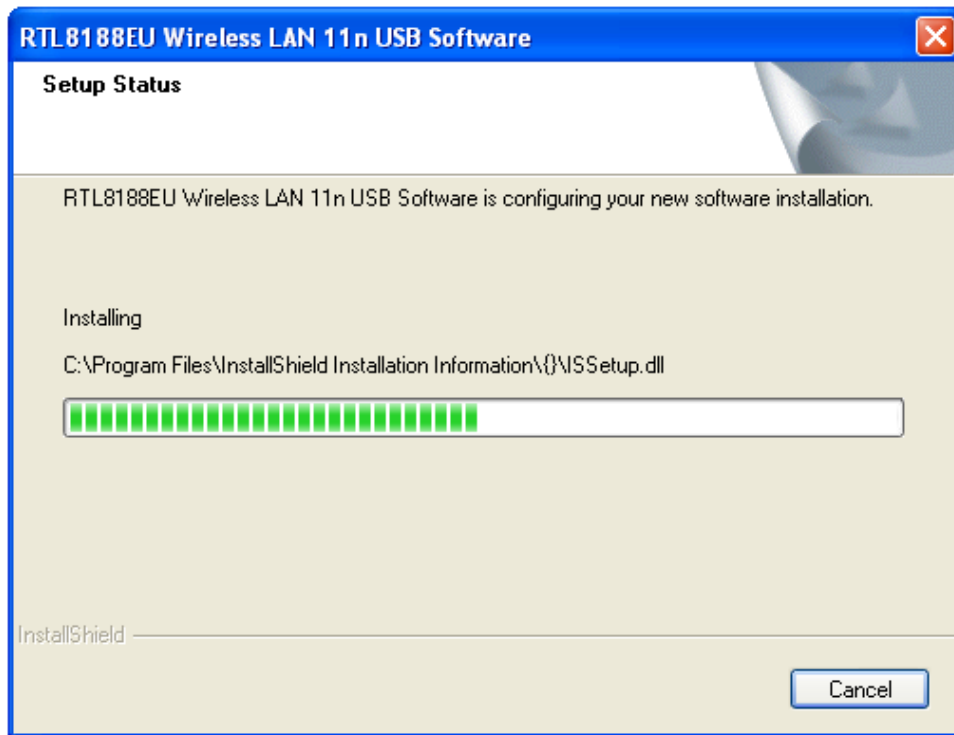 RTL8188EU Wireless LAN 11n USB Software
Setup Status
RTL8188EU Wireless LAN 11n USB Software is configuring your new software installation.
Installing
C:\Program Files\InstallShield Installation Information\{}\ISSetup.dll
InstallShield
Cancel